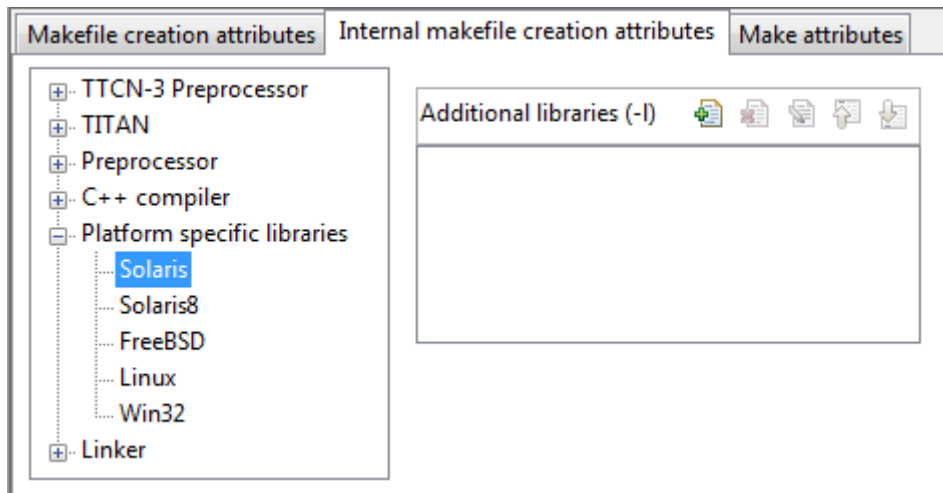 Makefile creation attributes
Internal makefile creation attributes
Make attributes
TTCN-3 Preprocessor
TITAN
Preprocessor
C++ compiler
Platform specific libraries
Solaris
Solaris8
FreeBSD
Linux
Win32
Linker
Additional libraries (-l)